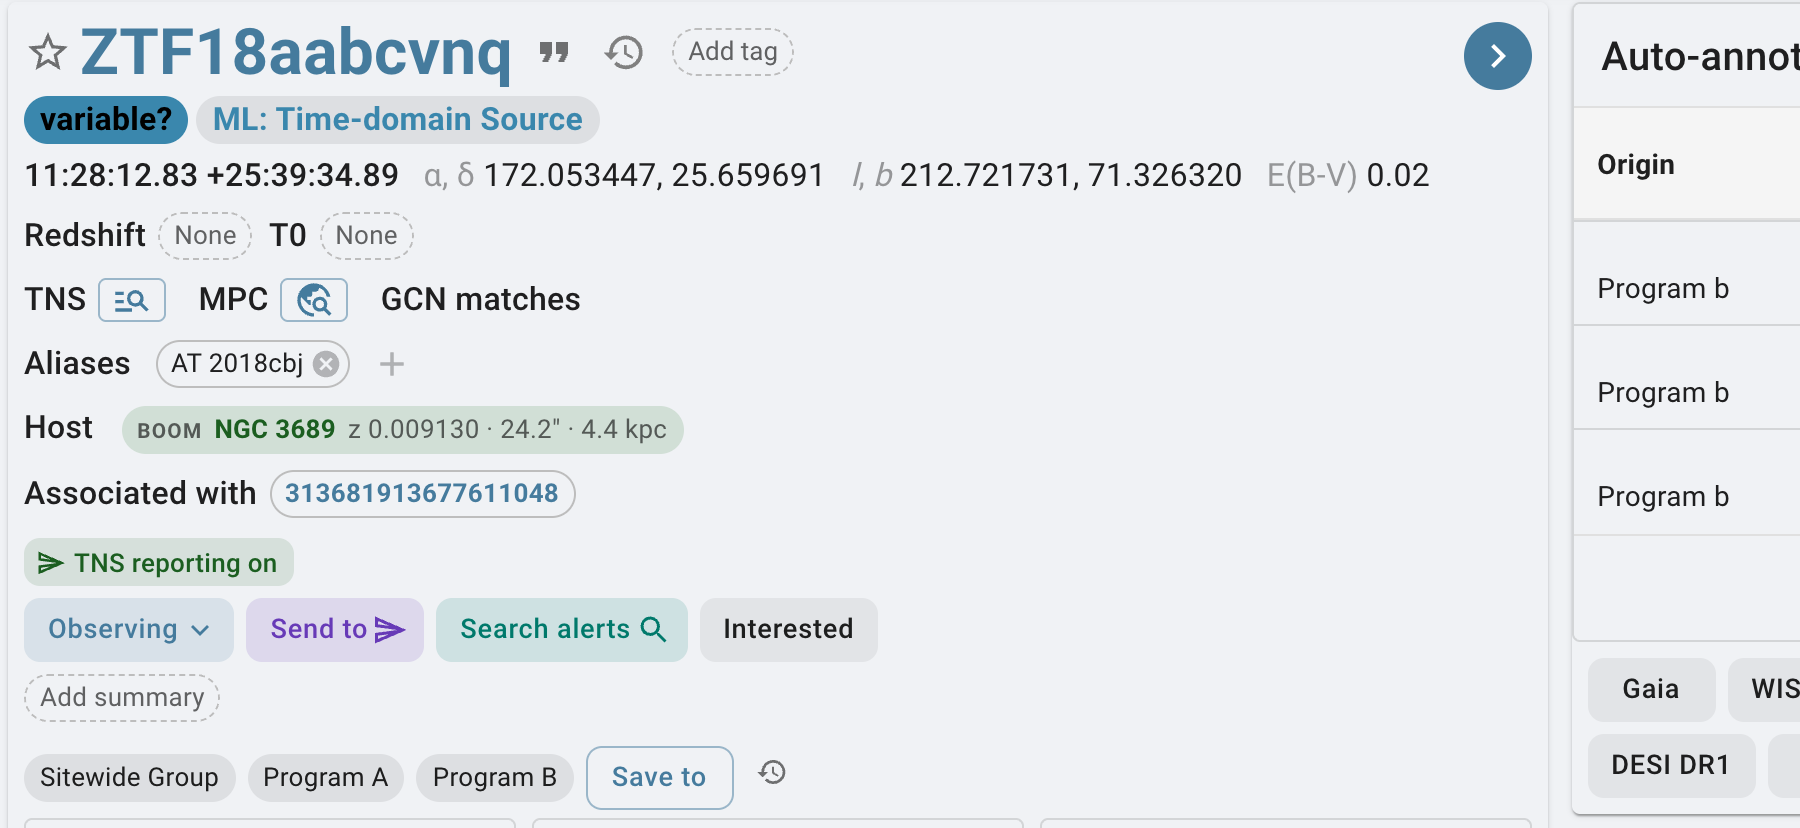 ZTF18aabcvnq Add tag
variable? ML: Time-domain Source
11:28:12.83 +25:39:34.89 α, δ 172.053447, 25.659691 l, b 212.721731, 71.326320 E(B-V) 0.02
Redshift None T0 None
TNS MPC GCN matches
Aliases AT 2018cbj
Host BOOM NGC 3689 z 0.009130 · 24.2" · 4.4 kpc
Associated with 313681913677611048
TNS reporting on
Observing Send to Search alerts Interested
Add summary
Sitewide Group Program A Program B Save to
Auto-annot
Origin
Program b
Program b
Program b
Gaia WIS
DESI DR1